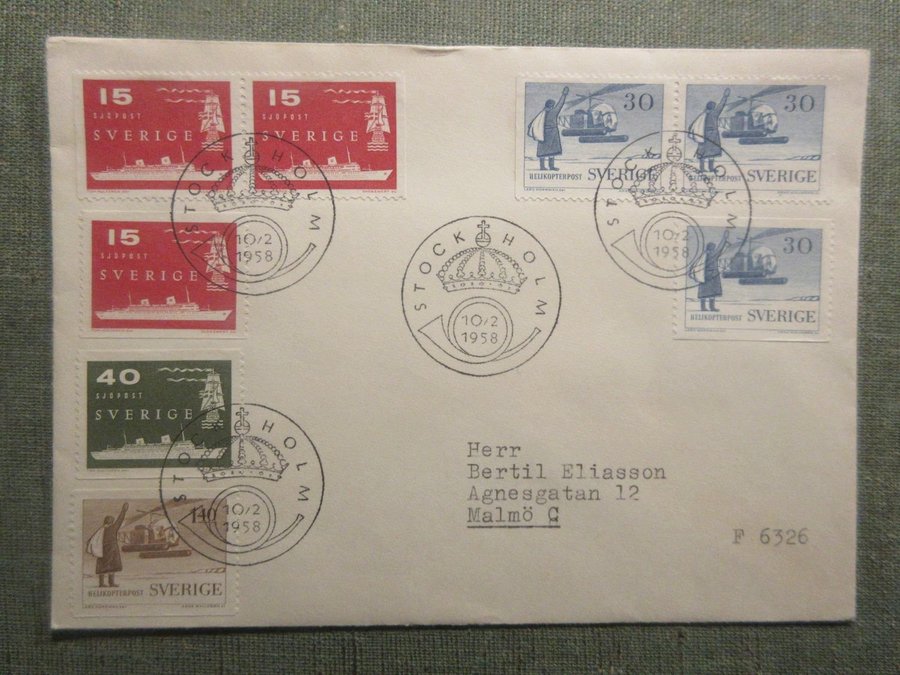 15
SJÖPOST
SVERIGE
15
SJÖPOST
SVERIGE
STOCKHOLM
10/2
1958
30
HELIKOPTERPOST SVERIGE
30
SVERIGE
STOCKHOLM
10/2
1958
15
SVERIGE
STOCKHOLM
10/2
1958
30
HELIKOPTERPOST SVERIGE
40
SJÖPOST
SVERIGE
STOCKHOLM
10/2
1958
140
HELIKOPTERPOST SVERIGE
Herr
Bertil Eliasson
Agnesgatan 12
Malmö C
F 6326